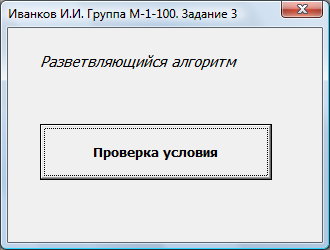 Иванков И.И. Группа М-1-100. Задание 3
Разветвляющийся алгоритм
Проверка условия